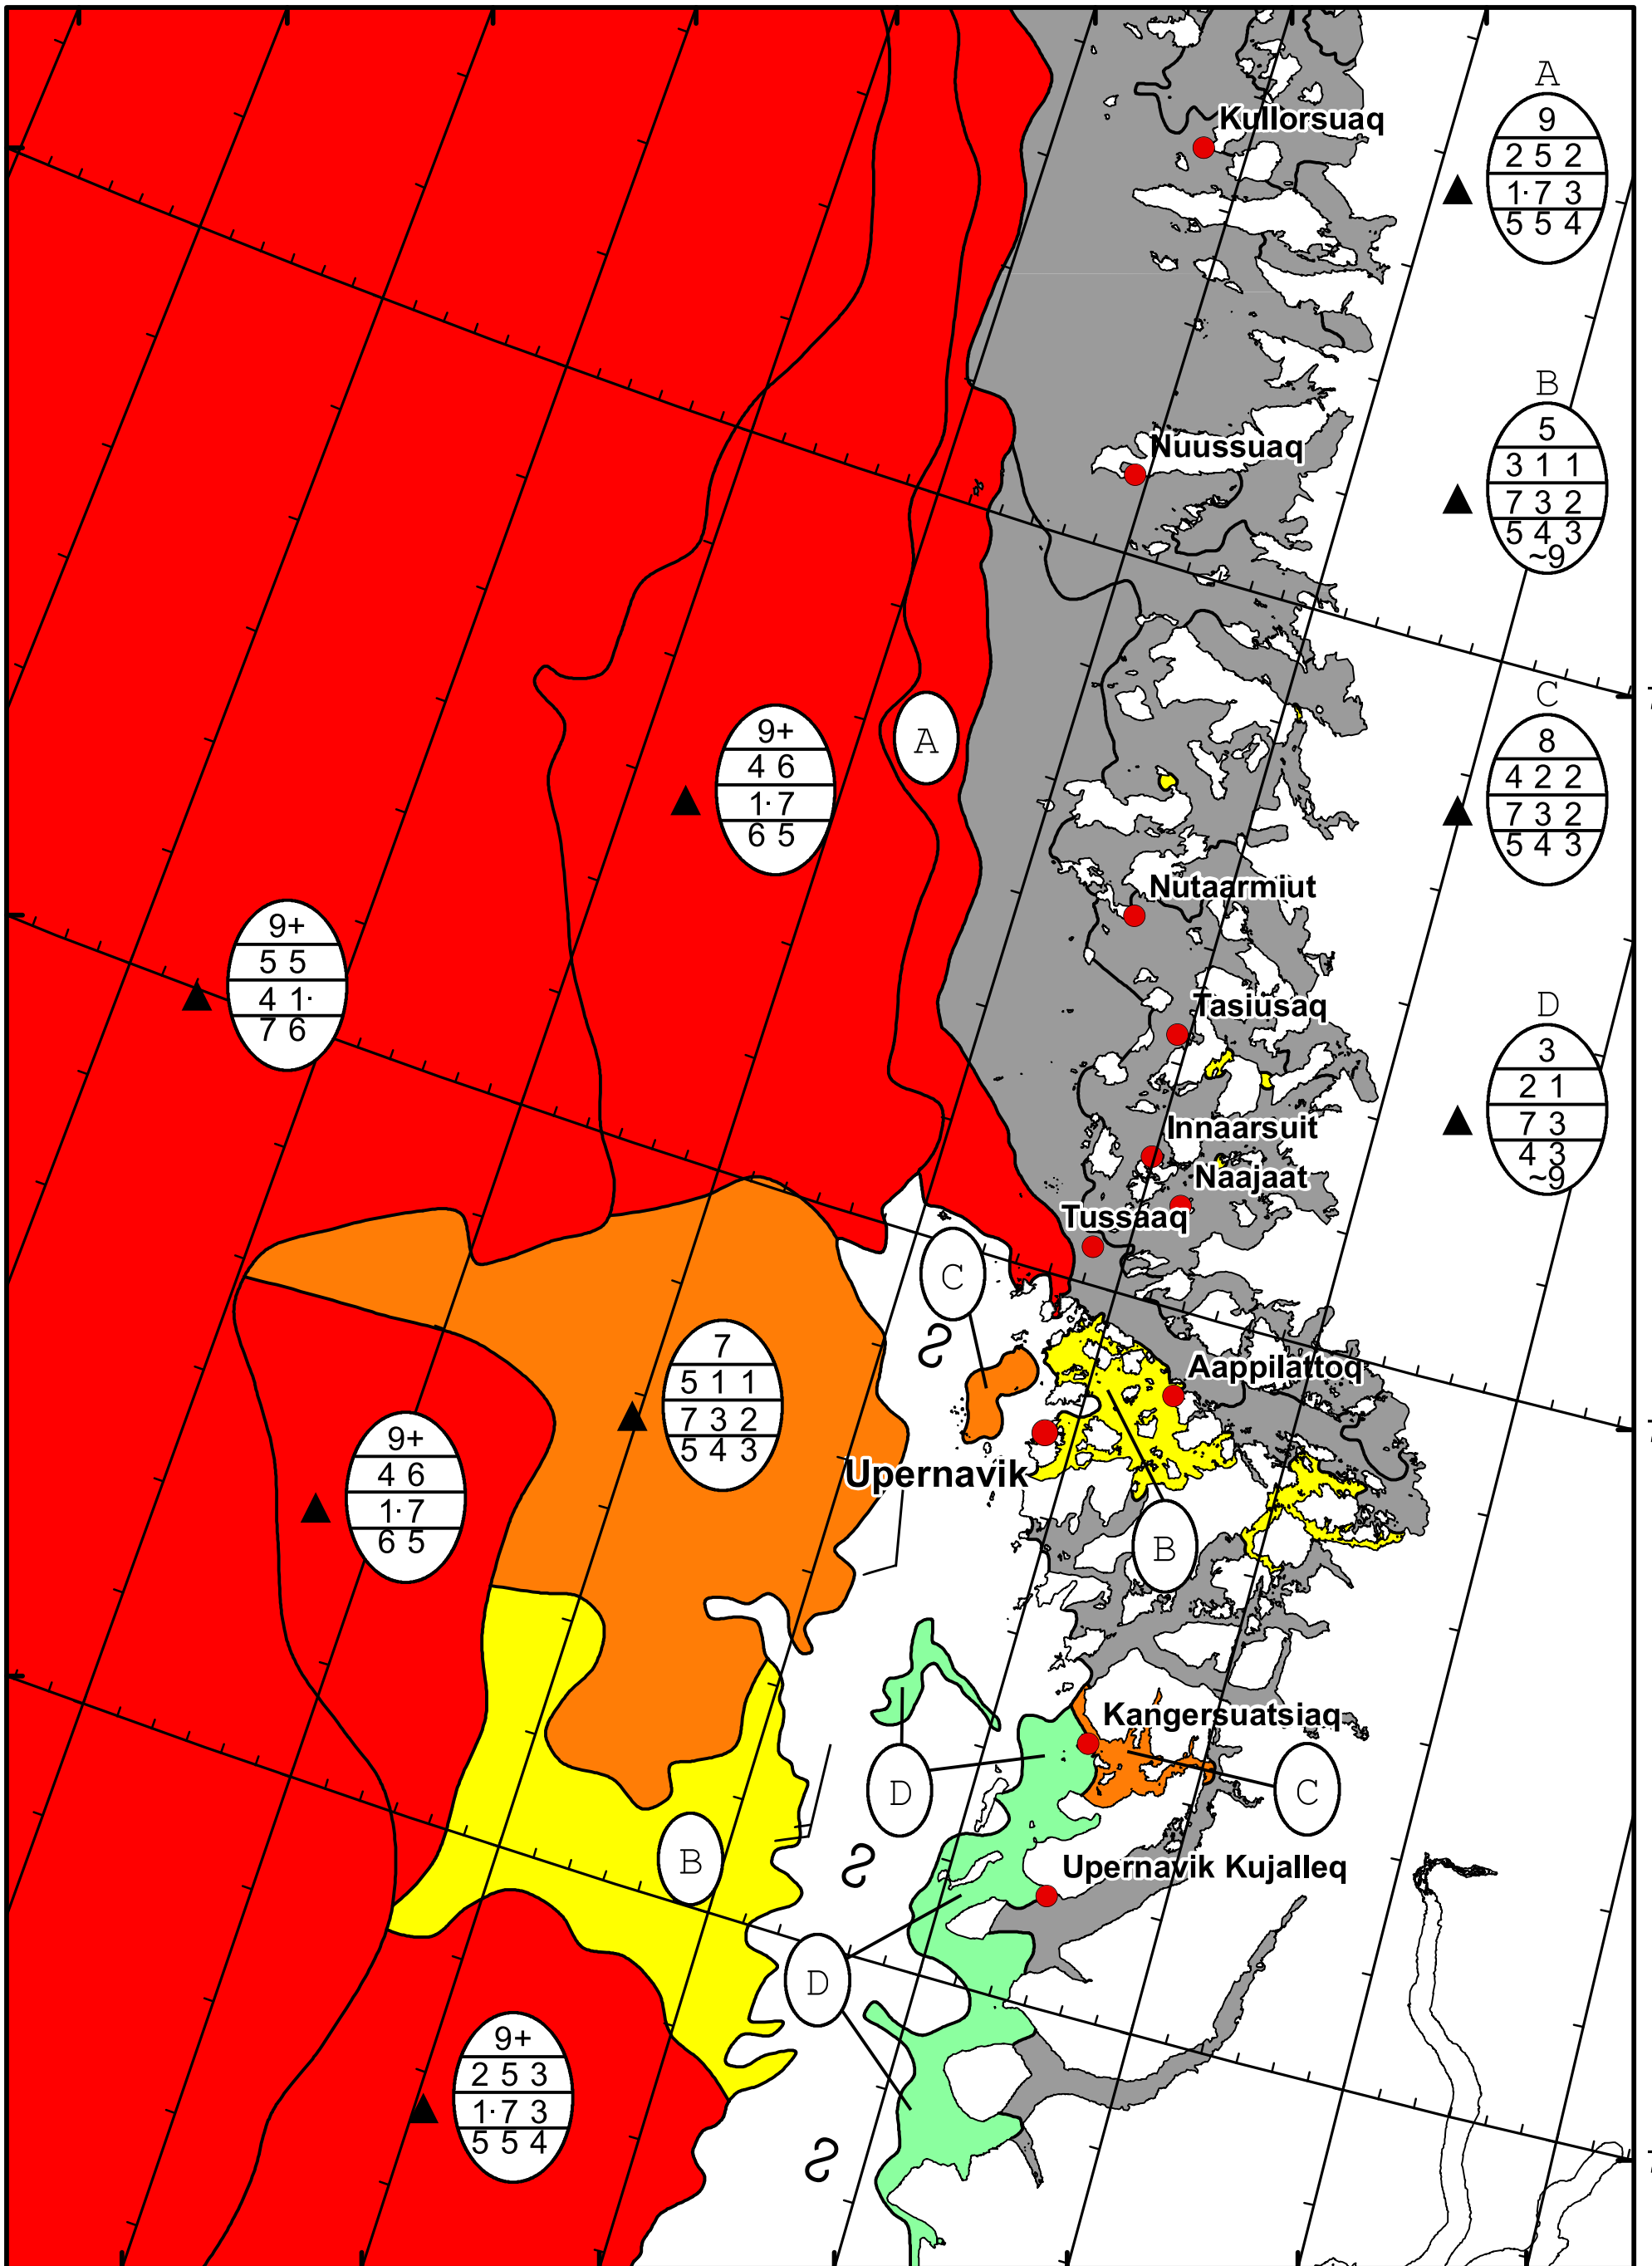 A
9
2 5 2
1· 7 3
5 5 4
Kullorsuaq
B
5
3 1 1
7 3 2
5 4 3
~9
Nuussuaq
C
8
4 2 2
7 3 2
5 4 3
9+
4 6
1· 7
6 5
A
Nutaarmiut
9+
5 5
4 1·
7 6
Tasiusaq
D
3
2 1
7 3
4 3
~9
Innaarsuit
Naajaat
Tussaaq
C
7
5 1 1
7 3 2
5 4 3
Aappilattoq
9+
4 6
1· 7
6 5
Upernavik
B
Kangersuatsiaq
D
C
B
Upernavik Kujalleq
D
9+
2 5 3
1· 7 3
5 5 4